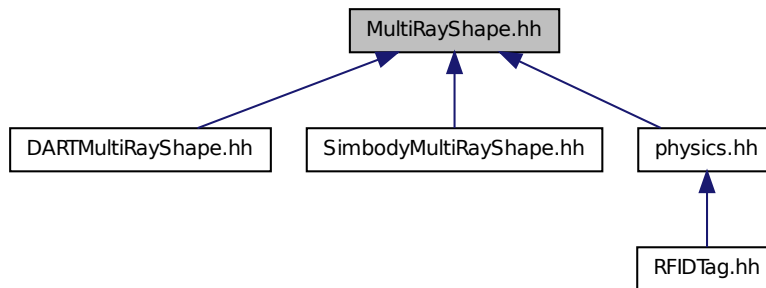 MultiRayShape.hh
DARTMultiRayShape.hh
SimbodyMultiRayShape.hh
physics.hh
RFIDTag.hh